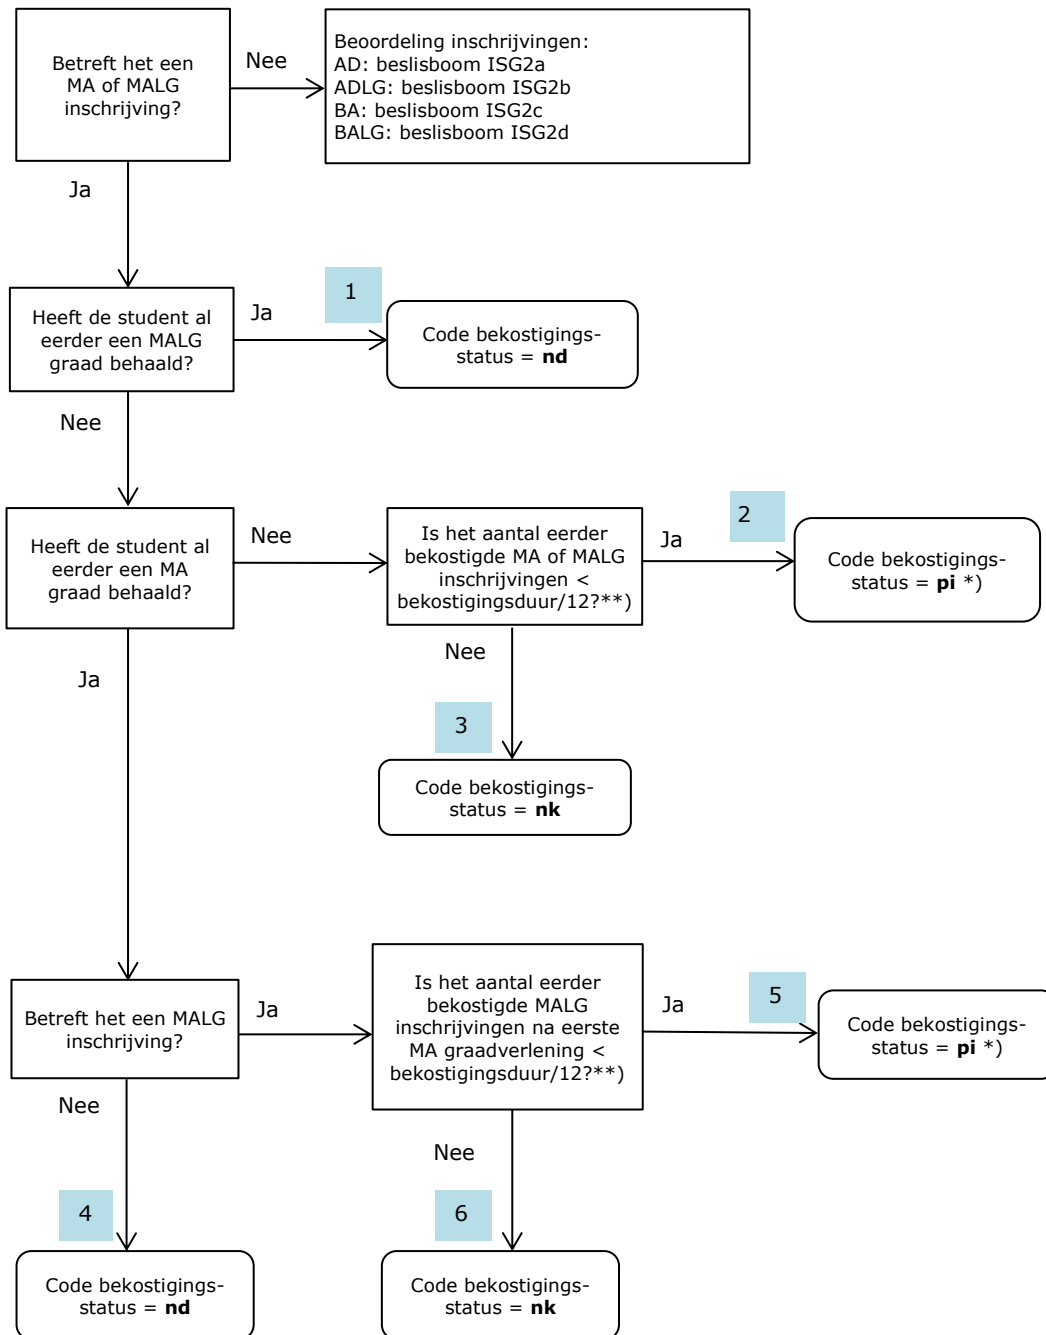 Betreft het een
MA of MALG
inschrijving?
Nee
Beoordeling inschrijvingen:
AD: beslisboom ISG2a
ADLG: beslisboom ISG2b
BA: beslisboom ISG2c
BALG: beslisboom ISG2d
Ja
Heeft de student al
eerder een MALG
graad behaald?
Ja
1
Code bekostigings-
status = nd
Nee
Heeft de student al
eerder een MA
graad behaald?
Nee
Is het aantal eerder
bekostigde MA of MALG
inschrijvingen <
bekostigingsduur/12?**)
Ja
2
Code bekostigings-
status = pi *)
Nee
3
Code bekostigings-
status = nk
Ja
Betreft het een MALG
inschrijving?
Ja
Is het aantal eerder
bekostigde MALG
inschrijvingen na eerste
MA graadverlening <
bekostigingsduur/12?**)
Ja
5
Code bekostigings-
status = pi *)
Nee
4
Code bekostigings-
status = nd
Nee
6
Code bekostigings-
status = nk